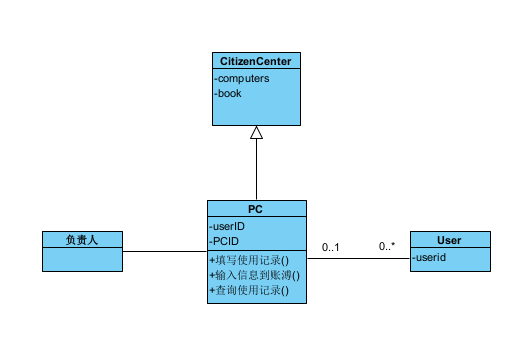 CitizenCenter
-computers
-book
PC
-userID
-PCID
+填写使用记录()
+输入信息到账溥()
+查询使用记录()
负责人
0..1
0..*
User
-userid